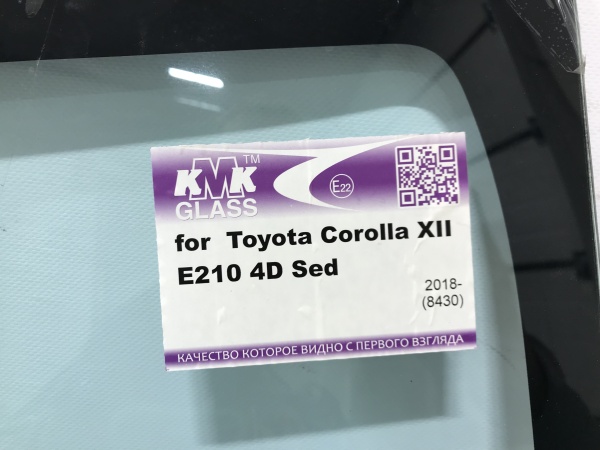 KMK TM
GLASS
E22
for Toyota Corolla XII
E210 4D Sed
2018-
(8430)
КАЧЕСТВО КОТОРОЕ ВИДНО С ПЕРВОГО ВЗГЛЯДА